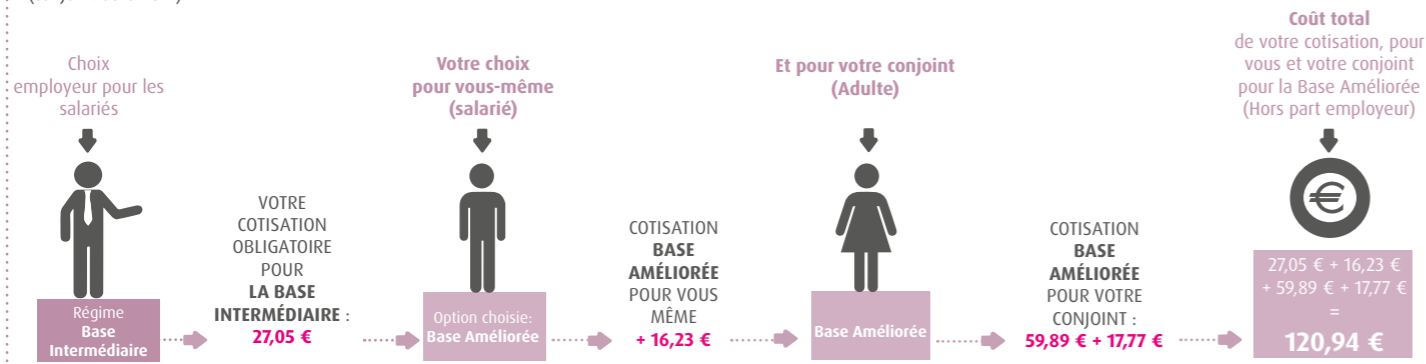 Choix
employeur pour les
salariés
Régime
Base
Intermédiaire
VOTRE
COTISATION
OBLIGATOIRE
POUR
LA BASE
INTERMÉDIAIRE :
27,05 €
Votre choix
pour vous-même
(salarié)
Option choisie:
Base Améliorée
COTISATION
BASE
AMÉLIORÉE
POUR VOUS
MÊME
+ 16,23 €
Et pour votre conjoint
(Adulte)
Base Améliorée
COTISATION
BASE
AMÉLIORÉE
POUR VOTRE
CONJOINT :
59,89 € + 17,77 €
Coût total
de votre cotisation, pour
vous et votre conjoint
pour la Base Améliorée
(Hors part employeur)
€
27,05 € + 16,23 €
+ 59,89 € + 17,77 €
=
120,94 €